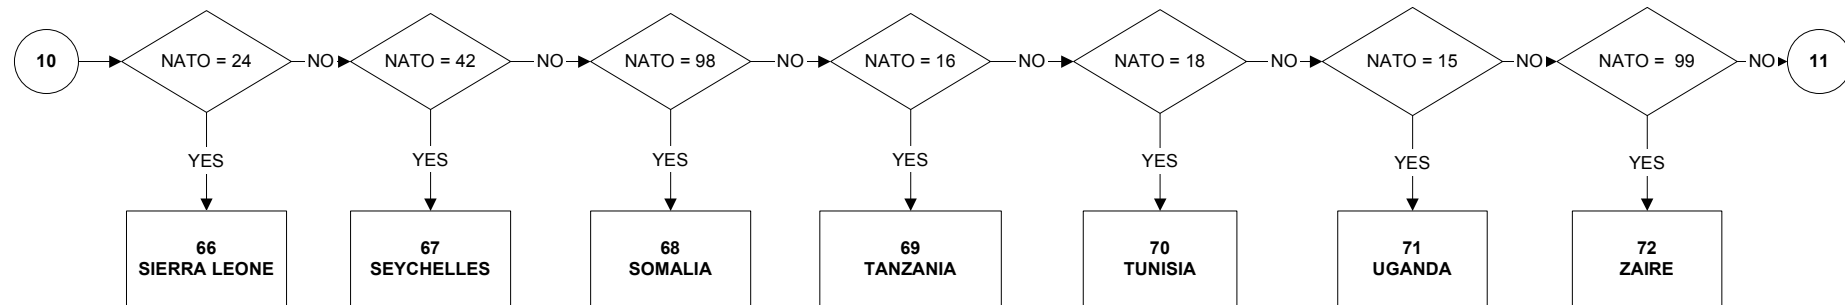 10
NATO = 24
NO
NATO = 42
NO
NATO = 98
NO
NATO = 16
NO
NATO = 18
NO
NATO = 15
NO
NATO = 99
NO
11
YES
YES
YES
YES
YES
YES
YES
66
SIERRA LEONE
67
SEYCHELLES
68
SOMALIA
69
TANZANIA
70
TUNISIA
71
UGANDA
72
ZAIRE